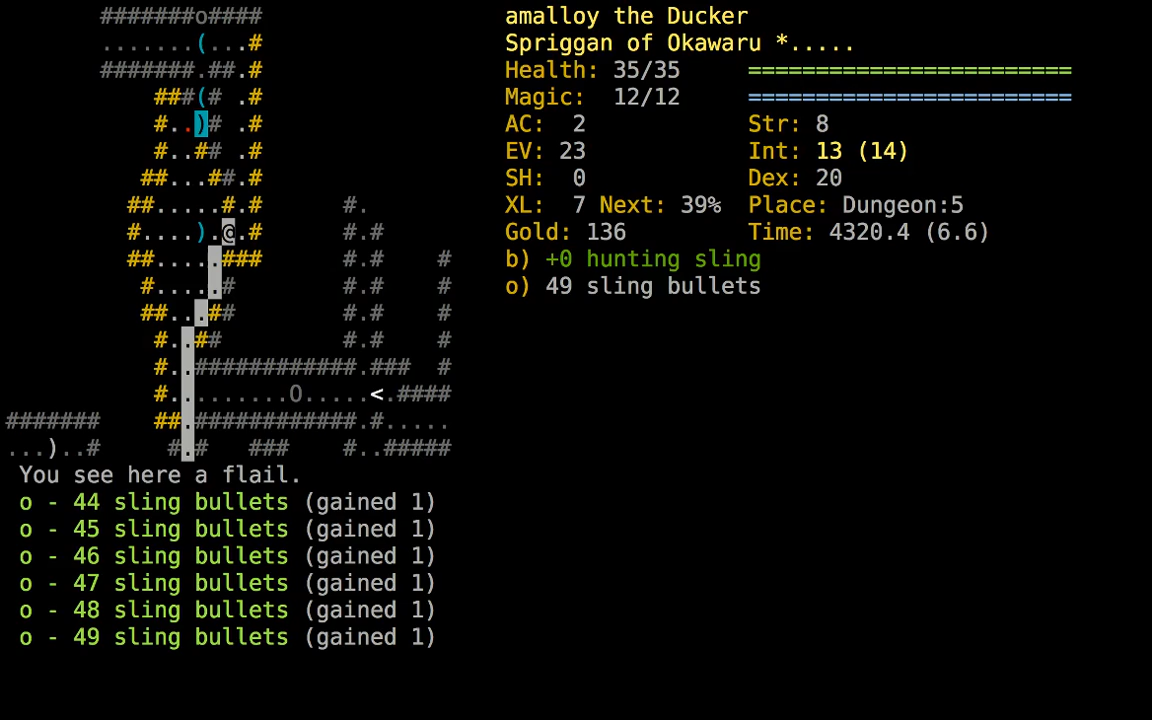 #######o####    amalloy the Ducker
.......(...#    Spriggan of Okawaru *.....
#######.##.#    Health: 35/35    ========================
###(# .#    Magic:  12/12    ========================
#..)# .#    AC:  2    Str: 8
#..## .#    EV: 23    Int: 13 (14)
##...##.#    SH:  0    Dex: 20
##.....#.#    #.    XL:  7 Next: 39%    Place: Dungeon:5
#....).@.#    #.#    Gold: 136    Time: 4320.4 (6.6)
##.....###    #.#    #    b) +0 hunting sling
#.....#    #.#    #    o) 49 sling bullets
##...##    #.#    #
#..##    #.#    #
#..############.###  #
#.........O.....<.####
##.############.#.....
#######
...)..#    #.#   ###    #..#####
You see here a flail.
o - 44 sling bullets (gained 1)
o - 45 sling bullets (gained 1)
o - 46 sling bullets (gained 1)
o - 47 sling bullets (gained 1)
o - 48 sling bullets (gained 1)
o - 49 sling bullets (gained 1)